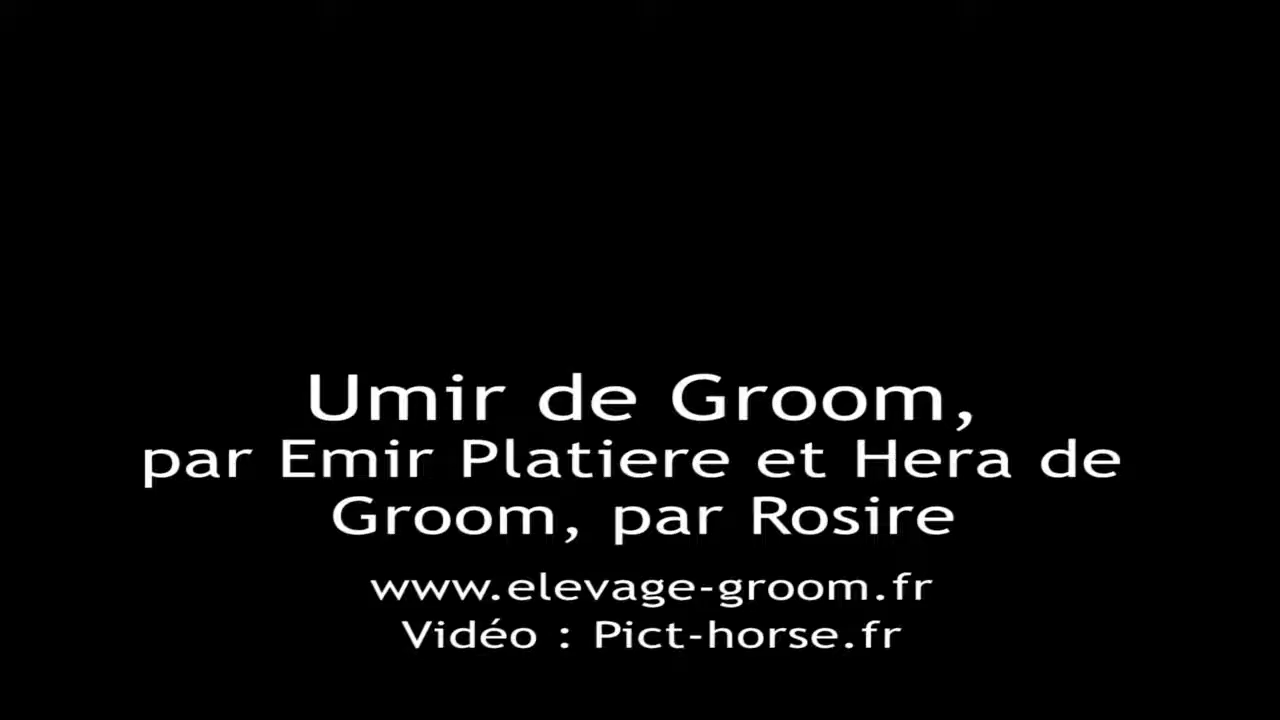 Umir de Groom,
par Emir Platiere et Hera de
Groom, par Rosire
www.elevage-groom.fr
Vidéo : Pict-horse.fr